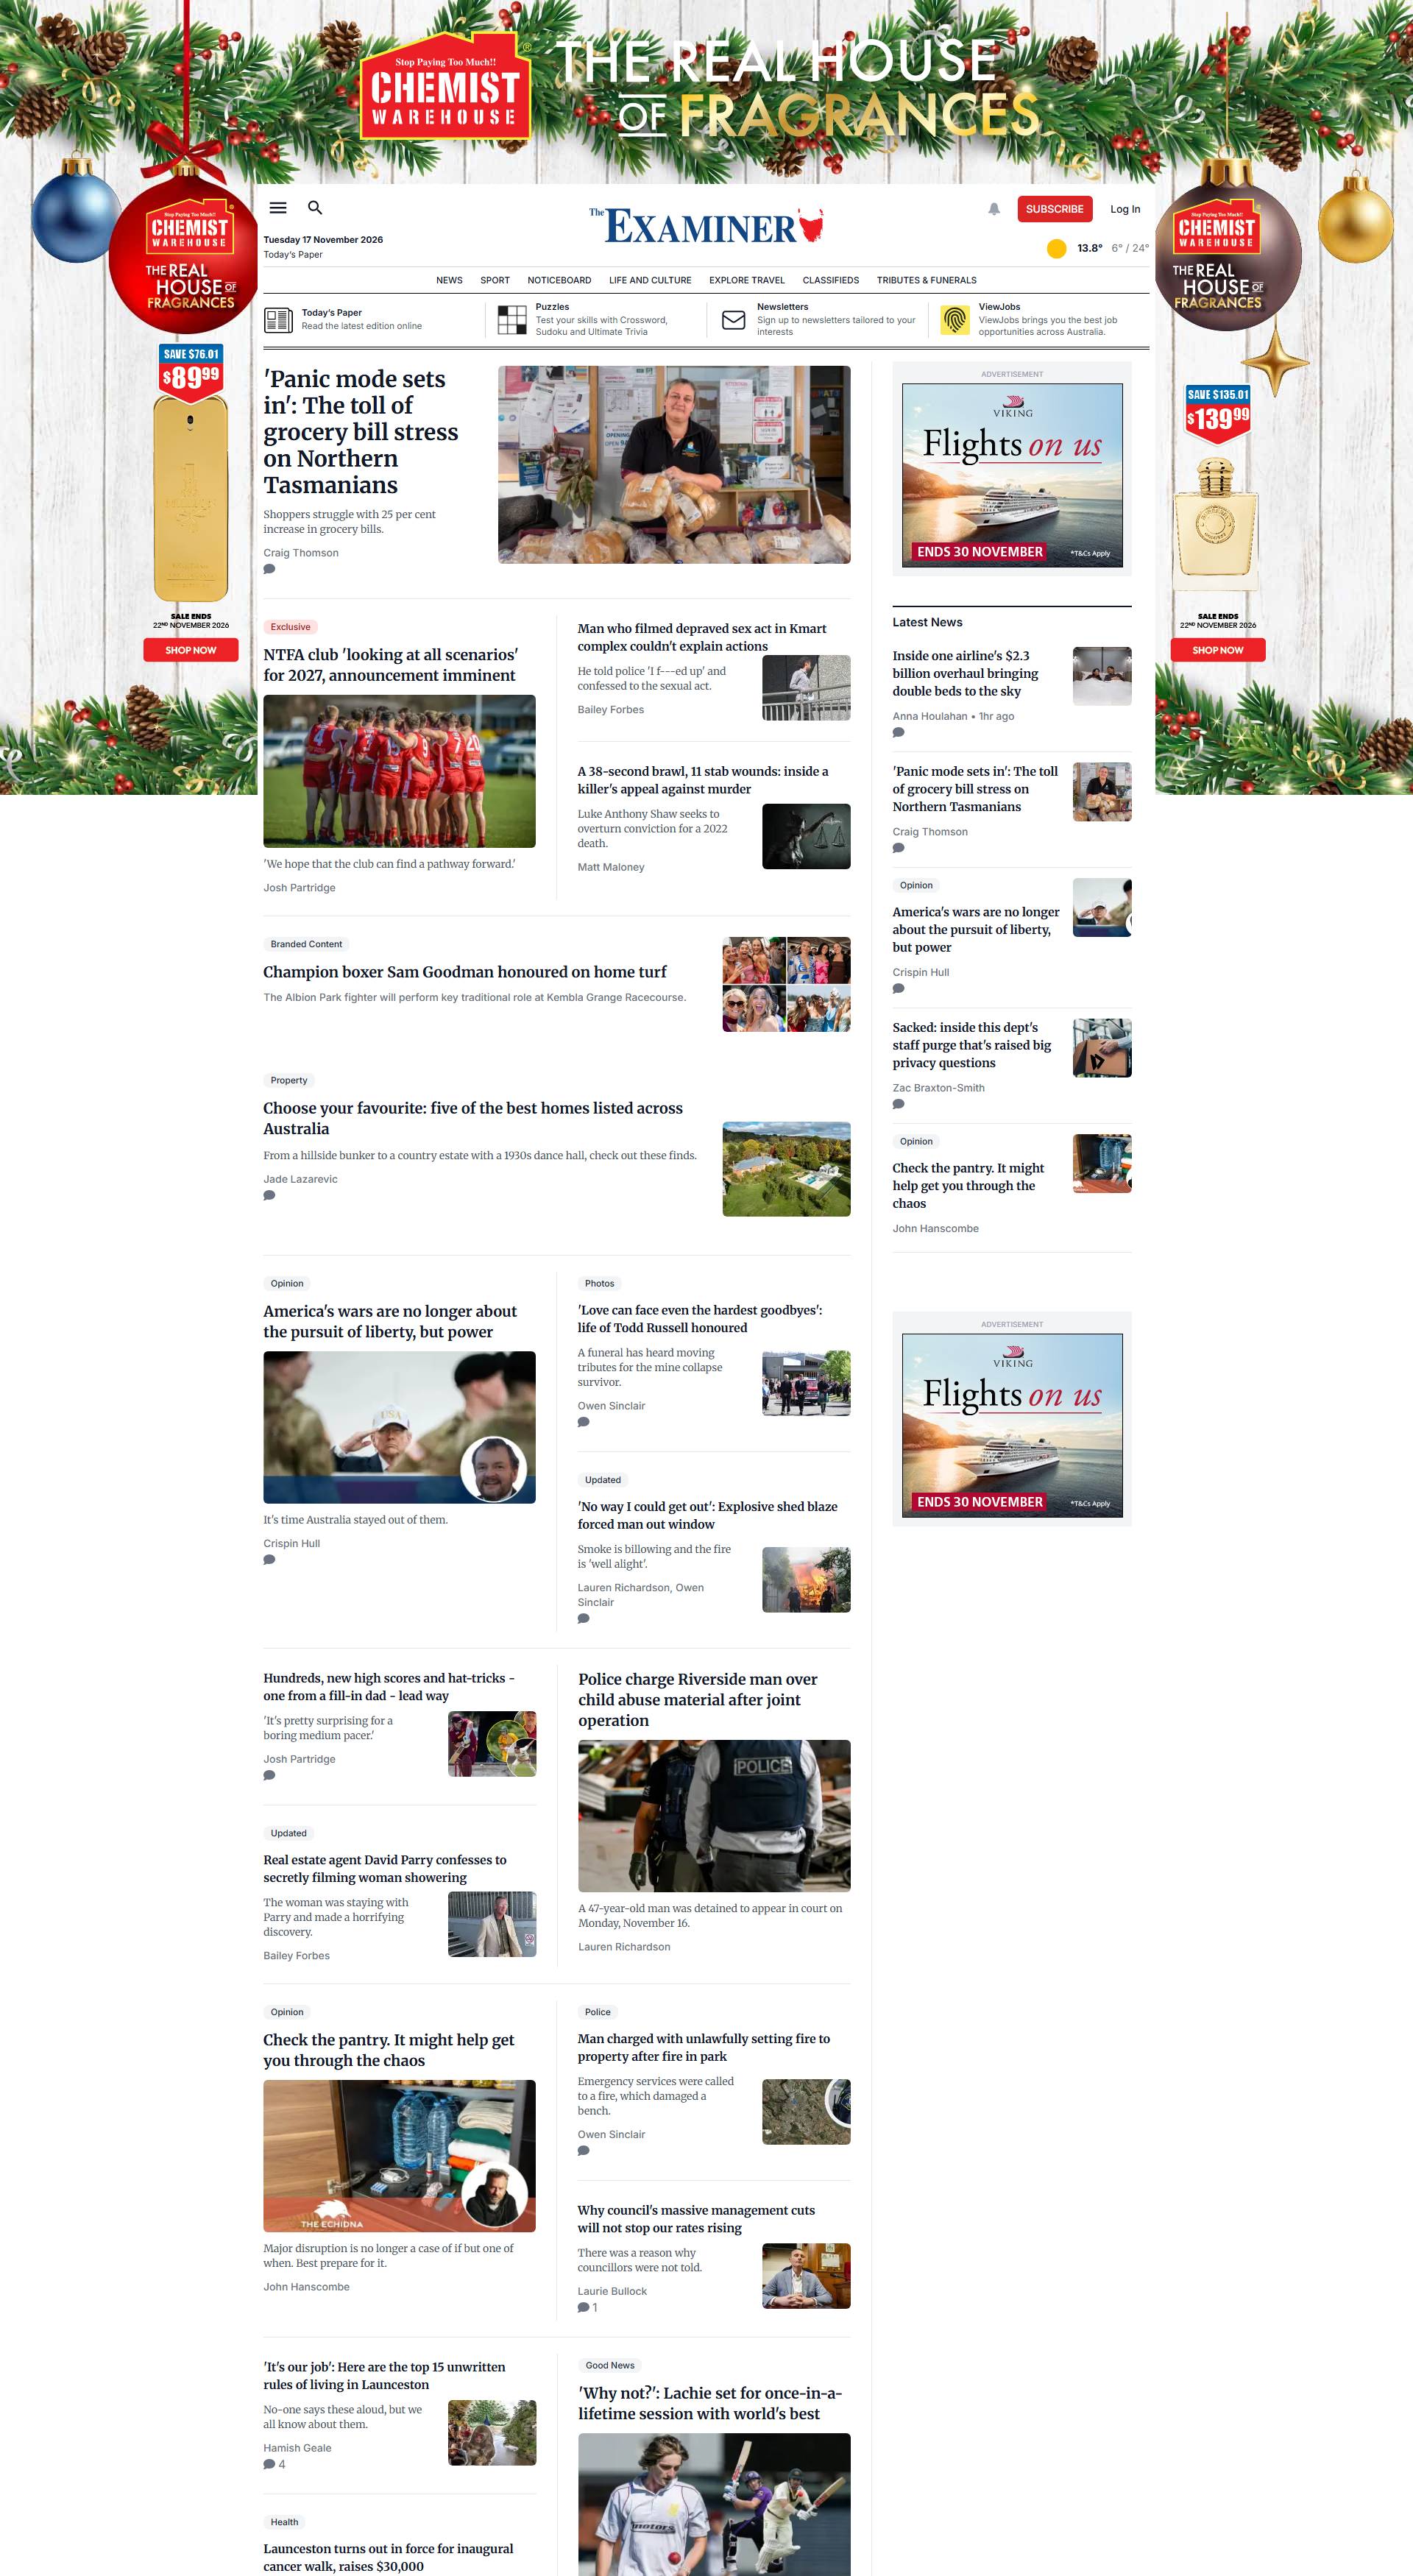 Stop Paying Too Much!!
CHEMIST
WAREHOUSE
®
THE REAL HOUSE
OF FRAGRANCES
Stop Paying Too Much!!
CHEMIST
WAREHOUSE
THE REAL
HOUSE OF
FRAGRANCES
SAVE $76.01
$89⁹⁹
SALE ENDS
22ᴺᴰ NOVEMBER 2026
SHOP NOW
Stop Paying Too Much!!
CHEMIST
WAREHOUSE
THE REAL
HOUSE OF
FRAGRANCES
SAVE $135.01
$139⁹⁹
SALE ENDS
22ᴺᴰ NOVEMBER 2026
SHOP NOW
The EXAMINER
SUBSCRIBE
Log In
Tuesday 17 November 2026
Today's Paper
13.8° 6° / 24°
NEWS SPORT NOTICEBOARD LIFE AND CULTURE EXPLORE TRAVEL CLASSIFIEDS TRIBUTES & FUNERALS
Today's Paper
Read the latest edition online
Puzzles
Test your skills with Crossword,
Sudoku and Ultimate Trivia
Newsletters
Sign up to newsletters tailored to your
interests
ViewJobs
ViewJobs brings you the best job
opportunities across Australia.
'Panic mode sets
in': The toll of
grocery bill stress
on Northern
Tasmanians
Shoppers struggle with 25 per cent
increase in grocery bills.
Craig Thomson
Exclusive
NTFA club 'looking at all scenarios'
for 2027, announcement imminent
'We hope that the club can find a pathway forward.'
Josh Partridge
Man who filmed depraved sex act in Kmart
complex couldn't explain actions
He told police 'I f---ed up' and
confessed to the sexual act.
Bailey Forbes
A 38-second brawl, 11 stab wounds: inside a
killer's appeal against murder
Luke Anthony Shaw seeks to
overturn conviction for a 2022
death.
Matt Maloney
Branded Content
Champion boxer Sam Goodman honoured on home turf
The Albion Park fighter will perform key traditional role at Kembla Grange Racecourse.
Property
Choose your favourite: five of the best homes listed across
Australia
From a hillside bunker to a country estate with a 1930s dance hall, check out these finds.
Jade Lazarevic
Opinion
America's wars are no longer about
the pursuit of liberty, but power
USA
It's time Australia stayed out of them.
Crispin Hull
Photos
'Love can face even the hardest goodbyes':
life of Todd Russell honoured
A funeral has heard moving
tributes for the mine collapse
survivor.
Owen Sinclair
Updated
'No way I could get out': Explosive shed blaze
forced man out window
Smoke is billowing and the fire
is 'well alight'.
Lauren Richardson, Owen
Sinclair
Hundreds, new high scores and hat-tricks -
one from a fill-in dad - lead way
'It's pretty surprising for a
boring medium pacer.'
Josh Partridge
Updated
Real estate agent David Parry confesses to
secretly filming woman showering
The woman was staying with
Parry and made a horrifying
discovery.
Bailey Forbes
Police charge Riverside man over
child abuse material after joint
operation
POLICE
A 47-year-old man was detained to appear in court on
Monday, November 16.
Lauren Richardson
Opinion
Check the pantry. It might help get
you through the chaos
THE ECHIDNA
Major disruption is no longer a case of if but one of
when. Best prepare for it.
John Hanscombe
Police
Man charged with unlawfully setting fire to
property after fire in park
Emergency services were called
to a fire, which damaged a
bench.
Owen Sinclair
Why council's massive management cuts
will not stop our rates rising
There was a reason why
councillors were not told.
Laurie Bullock
1
'It's our job': Here are the top 15 unwritten
rules of living in Launceston
No-one says these aloud, but we
all know about them.
Hamish Geale
4
Health
Launceston turns out in force for inaugural
cancer walk, raises $30,000
Good News
'Why not?': Lachie set for once-in-a-
lifetime session with world's best
motors
ADVERTISEMENT
VIKING
Flights on us
ENDS 30 NOVEMBER
*T&Cs Apply
Latest News
Inside one airline's $2.3
billion overhaul bringing
double beds to the sky
Anna Houlahan • 1hr ago
'Panic mode sets in': The toll
of grocery bill stress on
Northern Tasmanians
Craig Thomson
Opinion
America's wars are no longer
about the pursuit of liberty,
but power
Crispin Hull
Sacked: inside this dept's
staff purge that's raised big
privacy questions
Zac Braxton-Smith
Opinion
Check the pantry. It might
help get you through the
chaos
John Hanscombe
ADVERTISEMENT
VIKING
Flights on us
ENDS 30 NOVEMBER
*T&Cs Apply